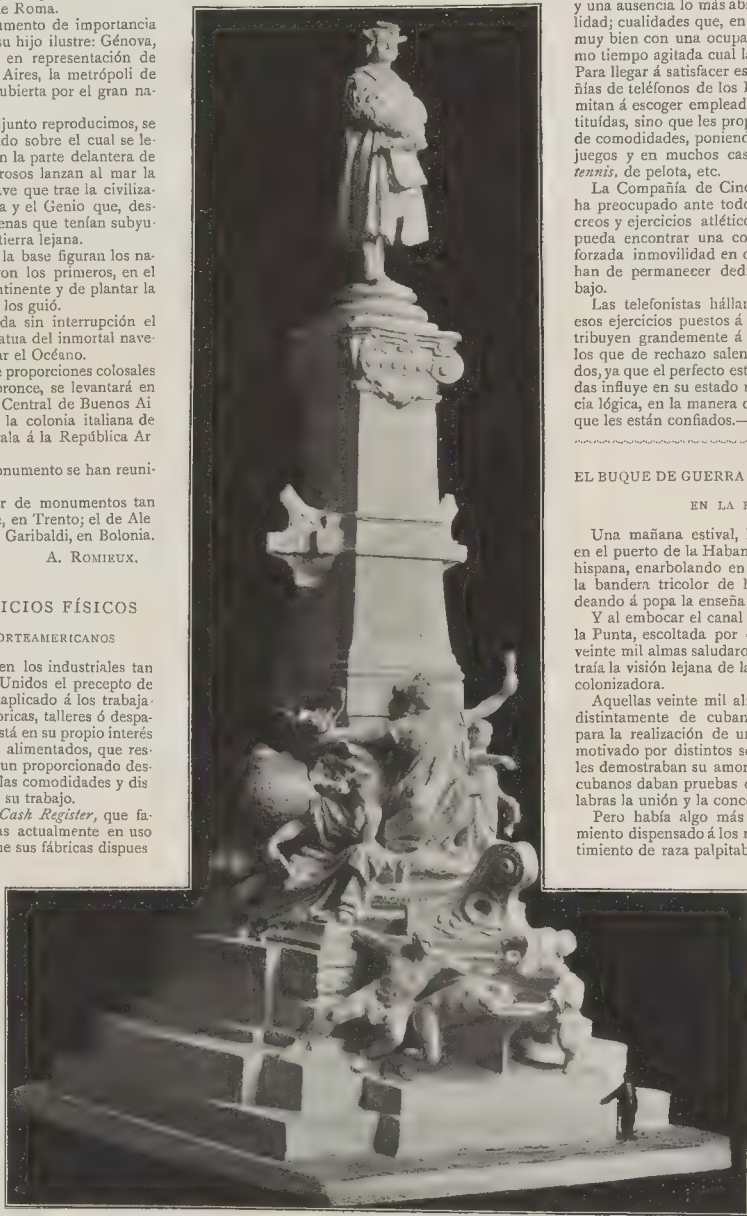 de Roma.
umento de importancia
su hijo ilustre: Génova,
en representación de
Aires, la metrópoli de
ubierta por el gran na-
junto reproducimos, se
do sobre el cual se le-
n la parte delantera de
rosos lanzan al mar la
ve que trae la civiliza-
a y el Genio que, des-
enas que tenían subyu-
tierra lejana.
la base figuran los na-
on los primeros, en el
ntinente y de plantar la
los guió.
da sin interrupción el
atua del inmortal nave-
ar el Océano.
e proporciones colosales
bronce, se levantará en
Central de Buenos Ai
la colonia italiana de
ala á la República Ar
onumento se han reuni-
r de monumentos tan
e, en Trento; el de Ale
Garibaldi, en Bolonia.
A. ROMIEUX.
ICIOS FÍSICOS
ORTEAMERICANOS
en los industriales tan
Unidos el precepto de
aplicado á los trabaja-
bricas, talleres ó despa-
stá en su propio interés
alimentados, que res-
un proporcionado des-
las comodidades y dis
su trabajo.
Cash Register, que fa-
as actualmente en uso
ue sus fábricas dispues
y una ausencia lo más abs
lidad; cualidades que, en
muy bien con una ocupa
mo tiempo agitada cual la
Para llegar á satisfacer es
ñías de teléfonos de los
mitan á escoger emplead
tituídas, sino que les prop
de comodidades, poniend
juegos y en muchos cas
tennis, de pelota, etc.
La Compañía de Cinc
ha preocupado ante todo
creos y ejercicios atlético
pueda encontrar una co
forzada inmovilidad en
han de permanecer dedi
bajo.
Las telefonistas hállan
esos ejercicios puestos á
tribuyen grandemente á
los que de rechazo salen
dos, ya que el perfecto est
das influye en su estado
cia lógica, en la manera
que les están confiados.—
EL BUQUE DE GUERRA
EN LA
Una mañana estival,
en el puerto de la Haban
hispana, enarbolando en
la bandera tricolor de
deando á popa la enseña
Y al embocar el canal
la Punta, escoltada por
veinte mil almas saludaro
traía la visión lejana de la
colonizadora.
Aquellas veinte mil al
distintamente de cuban
para la realización de un
motivado por distintos se
les demostraban su amor
cubanos daban pruebas
labras la unión y la conc
Pero había algo más
miento dispensado á los
timiento de raza palpitab